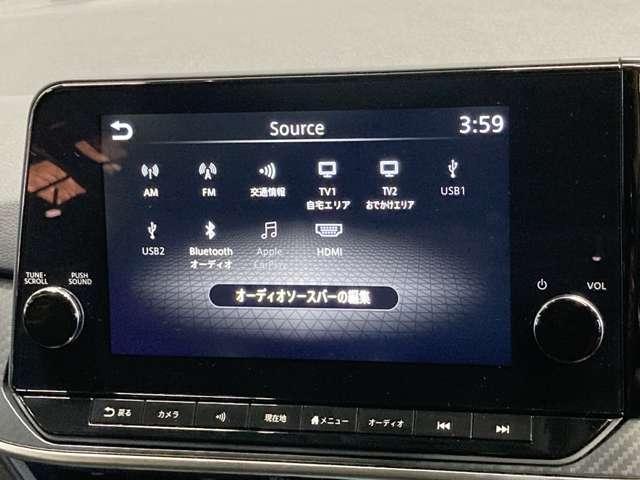 Source
3:59
AM
FM
交通情報
TV1
自宅エリア
TV2
おでかけエリア
USB1
USB2
Bluetooth
オーディオ
Apple
CarPlay
HDMI
オーディオソースバーの編集
TUNE・
SCROLL
PUSH
SOUND
VOL
戻る
カメラ
現在地
メニュー
オーディオ